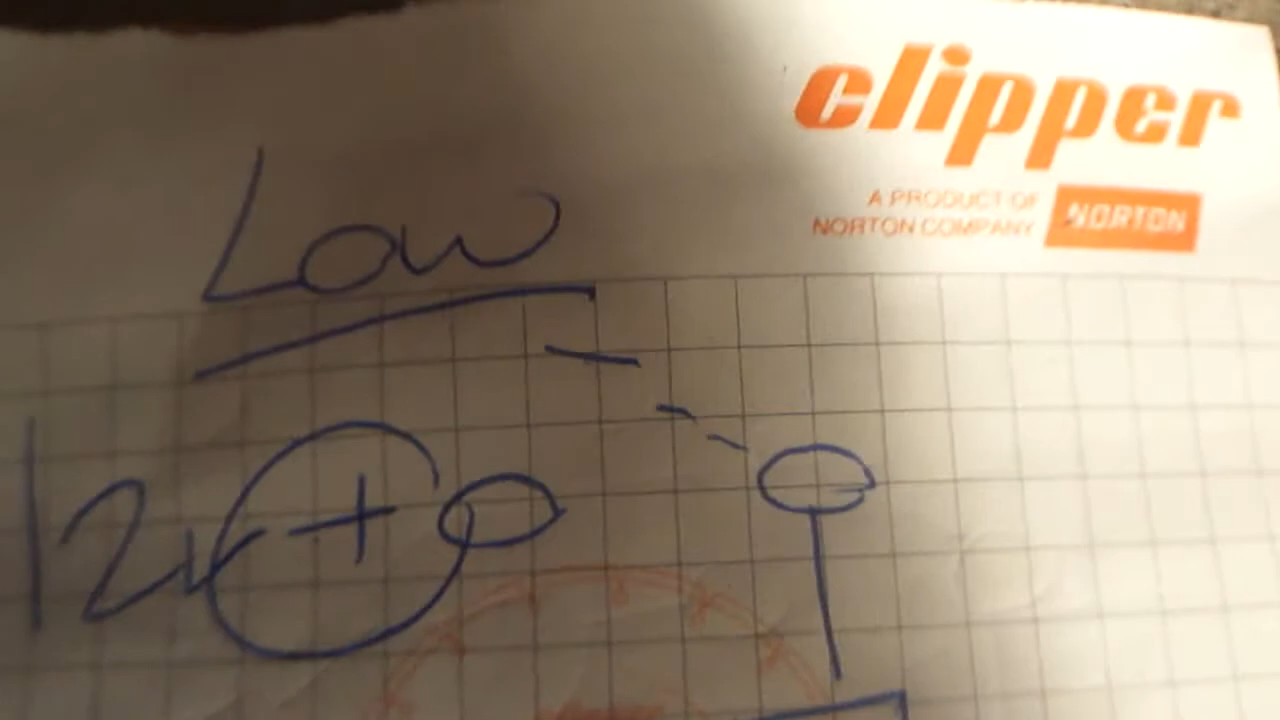 clipper
A PRODUCT OF
NORTON COMPANY
NORTON
Low
12v +